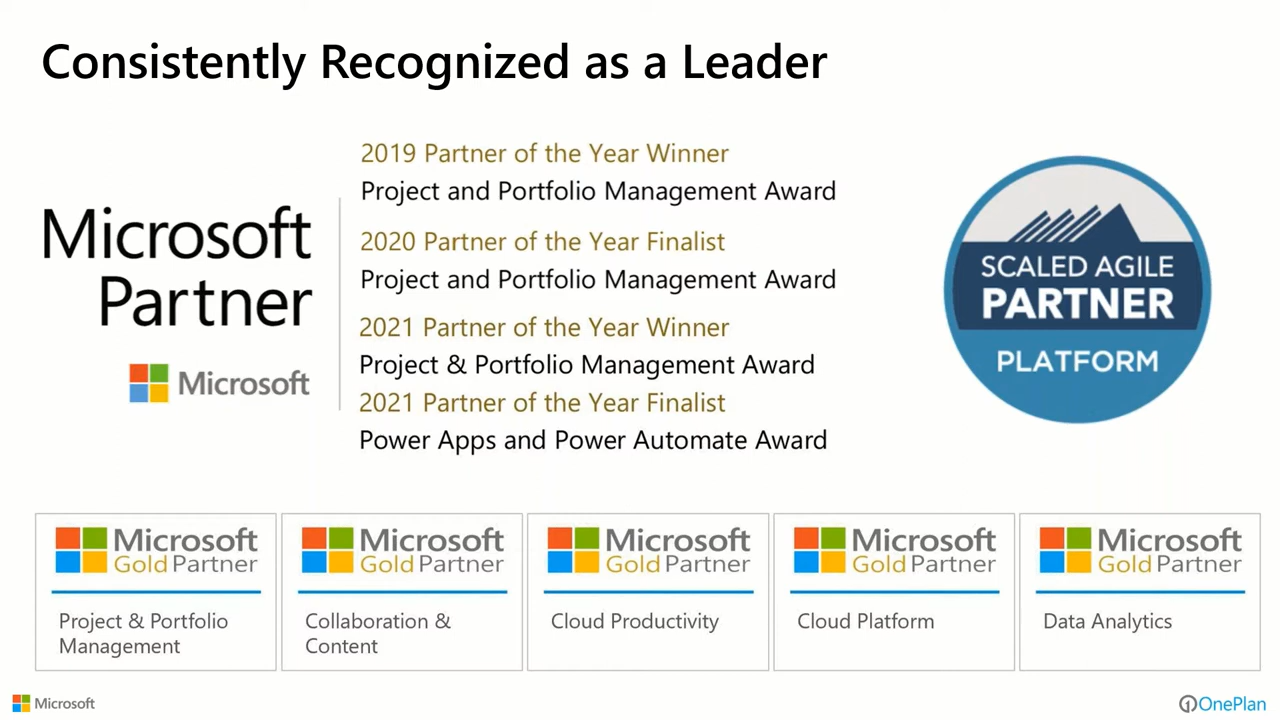 Consistently Recognized as a Leader
Microsoft
Partner
Microsoft
2019 Partner of the Year Winner
Project and Portfolio Management Award
2020 Partner of the Year Finalist
Project and Portfolio Management Award
2021 Partner of the Year Winner
Project & Portfolio Management Award
2021 Partner of the Year Finalist
Power Apps and Power Automate Award
SCALED AGILE
PARTNER
PLATFORM
Microsoft
Gold Partner
Project & Portfolio
Management
Microsoft
Gold Partner
Collaboration &
Content
Microsoft
Gold Partner
Cloud Productivity
Microsoft
Gold Partner
Cloud Platform
Microsoft
Gold Partner
Data Analytics
Microsoft
OnePlan